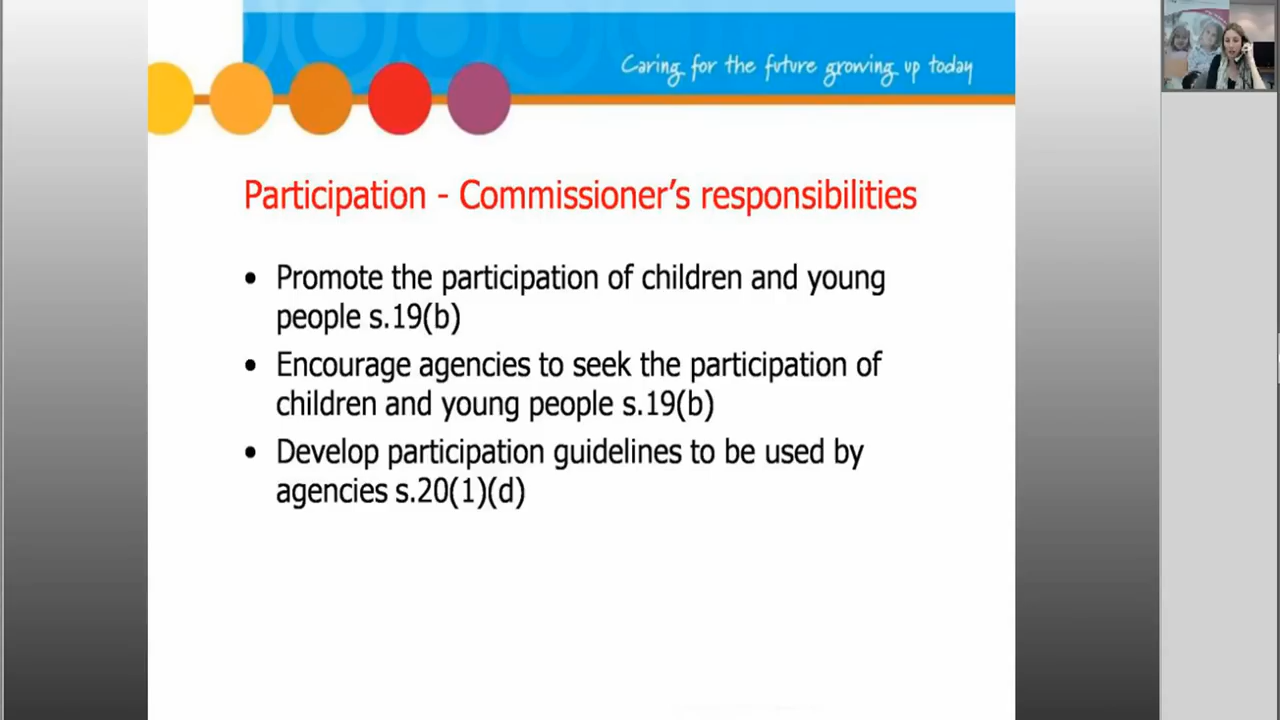 Caring for the future growing up today
Participation - Commissioner's responsibilities
• Promote the participation of children and young
people s.19(b)
• Encourage agencies to seek the participation of
children and young people s.19(b)
• Develop participation guidelines to be used by
agencies s.20(1)(d)